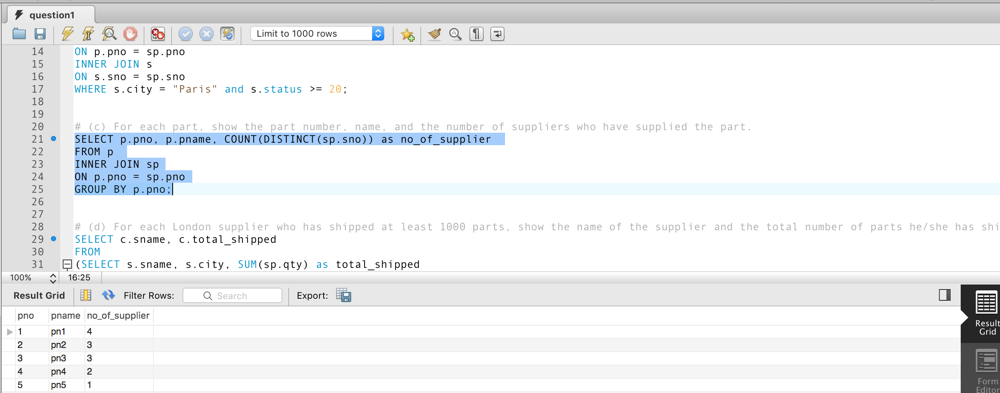 question1
Limit to 1000 rows
14 ON p.pno = sp.pno
15 INNER JOIN s
16 ON s.sno = sp.sno
17 WHERE s.city = "Paris" and s.status >= 20;
18
19
20 # (c) For each part, show the part number, name, and the number of suppliers who have supplied the part.
21 SELECT p.pno, p.pname, COUNT(DISTINCT(sp.sno)) as no_of_supplier
22 FROM p
23 INNER JOIN sp
24 ON p.pno = sp.pno
25 GROUP BY p.pno;
26
27
28 # (d) For each London supplier who has shipped at least 1000 parts, show the name of the supplier and the total number of parts he/she has shi
29 SELECT c.sname, c.total_shipped
30 FROM
31 (SELECT s.sname, s.city, SUM(sp.qty) as total_shipped
100% 16:25
Result Grid Filter Rows: Search Export:
pno pname no_of_supplier
1 pn1 4
2 pn2 3
3 pn3 3
4 pn4 2
5 pn5 1
Result
Grid
Form
Editor